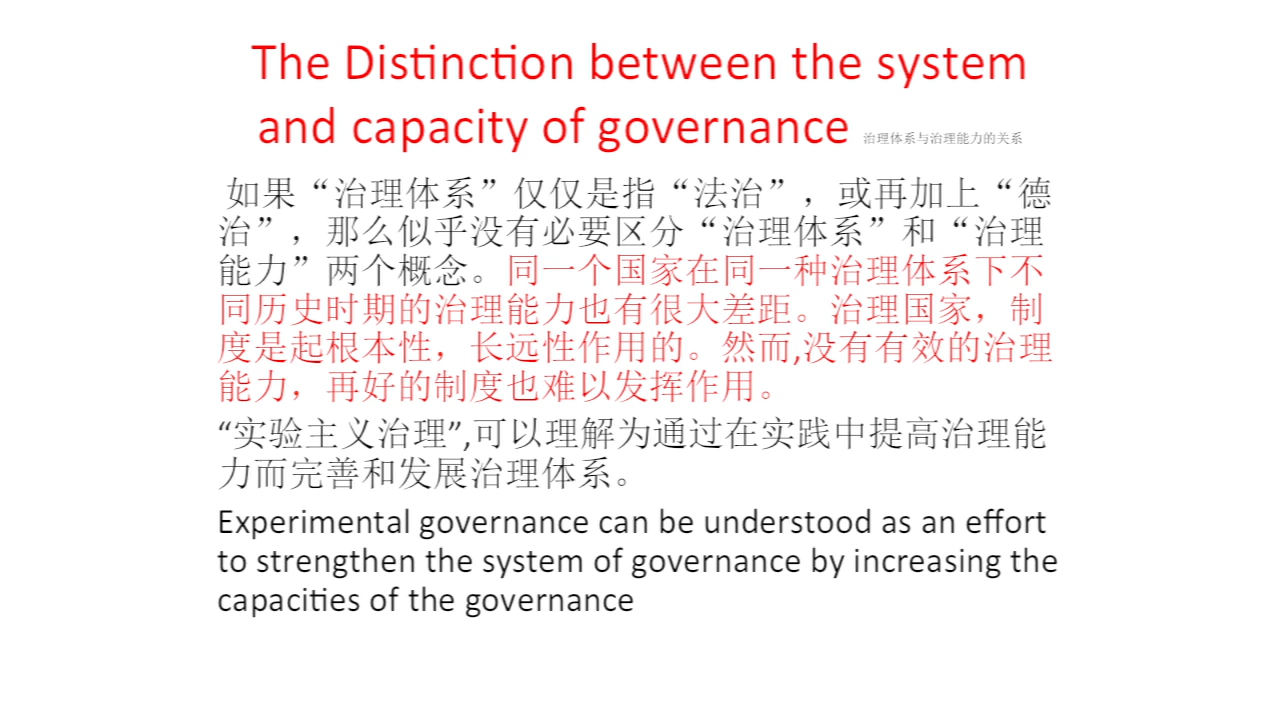 The Distinction between the system
and capacity of governance 治理体系与治理能力的关系
如果“治理体系”仅仅是指“法治”，或再加上“德
治”，那么似乎没有必要区分“治理体系”和“治理
能力”两个概念。同一个国家在同一种治理体系下不
同历史时期的治理能力也有很大差距。治理国家，制
度是起根本性，长远性作用的。然而,没有有效的治理
能力，再好的制度也难以发挥作用。
“实验主义治理”,可以理解为通过在实践中提高治理能
力而完善和发展治理体系。
Experimental governance can be understood as an effort
to strengthen the system of governance by increasing the
capacities of the governance